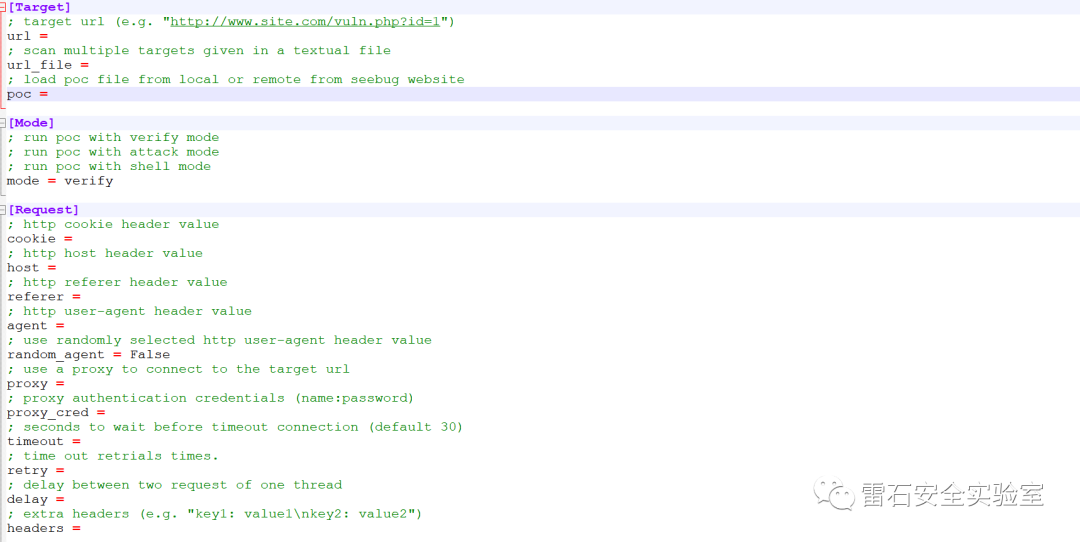 [Target]
; target url (e.g. "http://www.site.com/vuln.php?id=1")
url =
; scan multiple targets given in a textual file
url_file =
; load poc file from local or remote from seebug website
poc =
[Mode]
; run poc with verify mode
; run poc with attack mode
; run poc with shell mode
mode = verify
[Request]
; http cookie header value
cookie =
; http host header value
host =
; http referer header value
referer =
; http user-agent header value
agent =
; use randomly selected http user-agent header value
random_agent = False
; use a proxy to connect to the target url
proxy =
; proxy authentication credentials (name:password)
proxy_cred =
; seconds to wait before timeout connection (default 30)
timeout =
; time out retrials times.
retry =
; delay between two request of one thread
delay =
; extra headers (e.g. "key1: value1\nkey2: value2")
headers =
雷石安全实验室